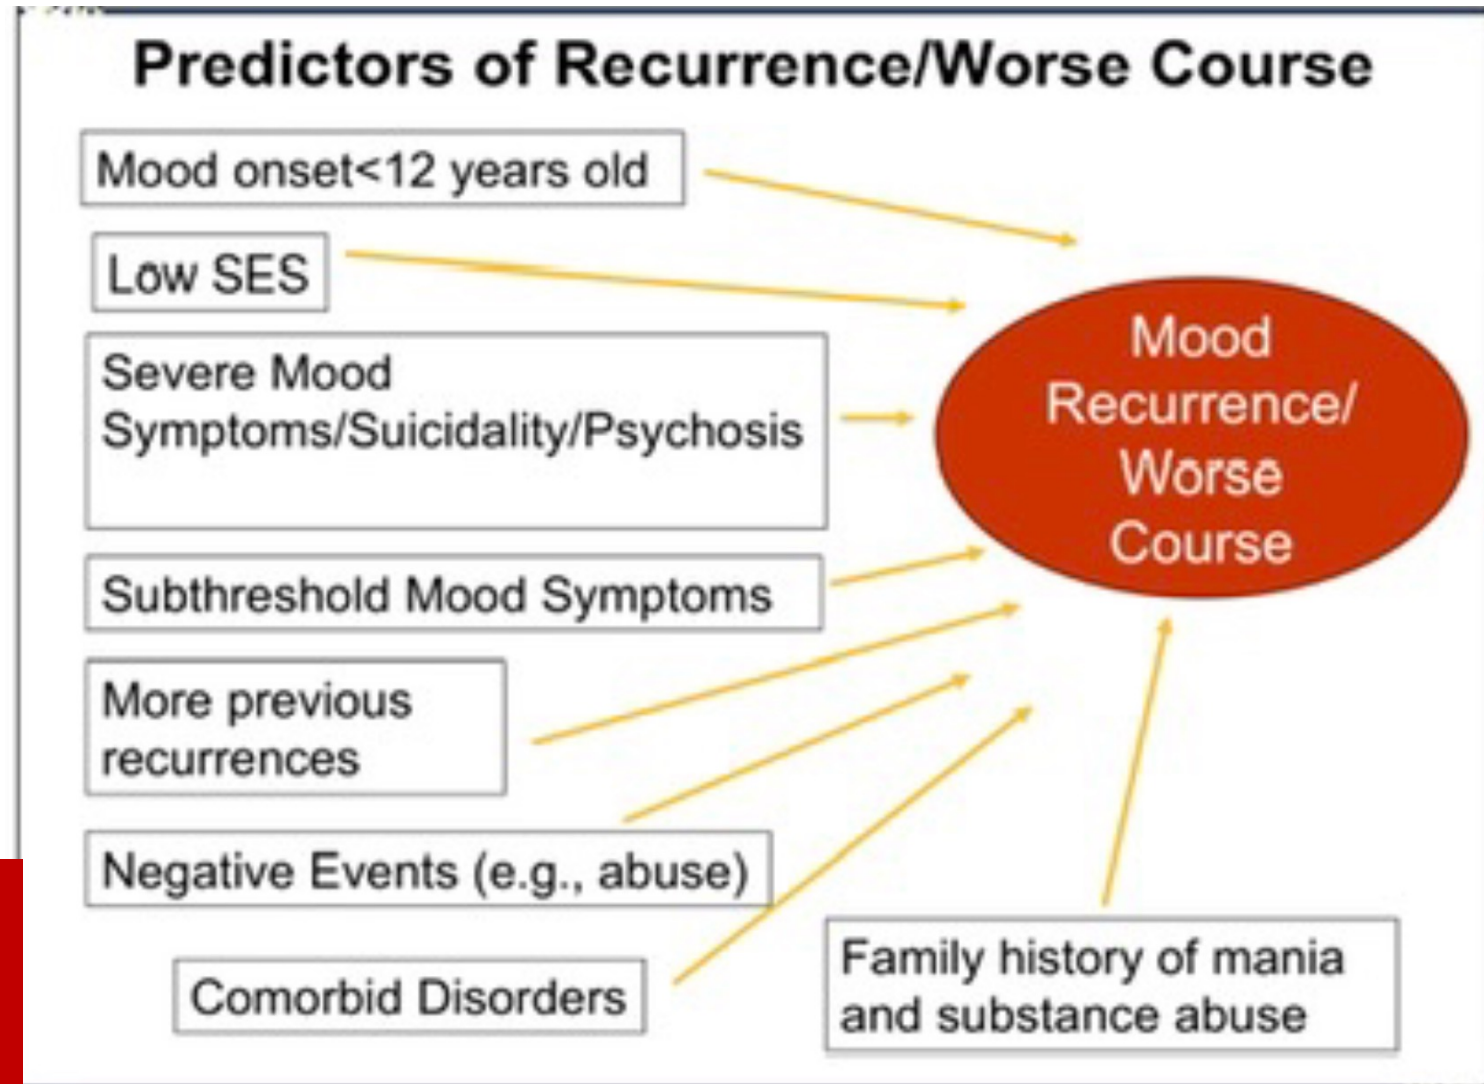 Predictors of Recurrence/Worse Course
Mood onset<12 years old
Low SES
Severe Mood
Symptoms/Suicidality/Psychosis
Subthreshold Mood Symptoms
More previous
recurrences
Negative Events (e.g., abuse)
Comorbid Disorders
Family history of mania
and substance abuse
Mood
Recurrence/
Worse
Course